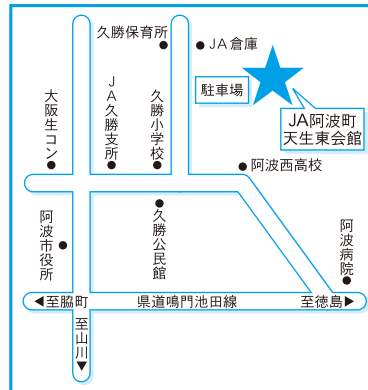 久勝保育所
JA倉庫
駐車場
JA阿波町
天生東会館
大阪生コン
JA久勝支所
久勝小学校
阿波西高校
阿波市役所
久勝公民館
阿波病院
◀至脇町
県道鳴門池田線
至徳島▶
至山川▼